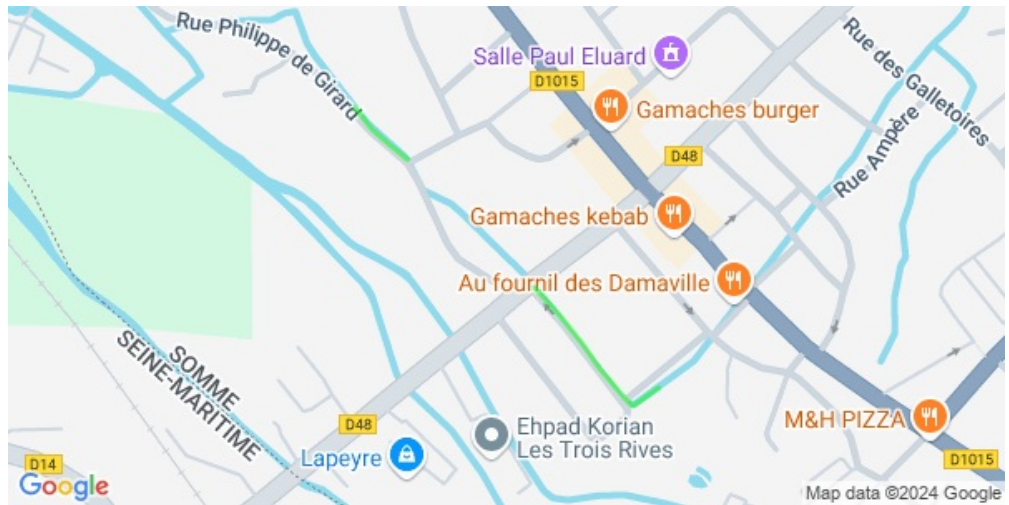 Rue Philippe de Girard
Salle Paul Eluard
D1015
Gamaches burger
Rue des Galletoires
Rue Ampère
D48
Gamaches kebab
Au fournil des Damaville
SOMME
SEINE-MARITIME
D48
Lapeyre
Ehpad Korian
Les Trois Rives
M&H PIZZA
D14
D1015
Google
Map data ©2024 Google